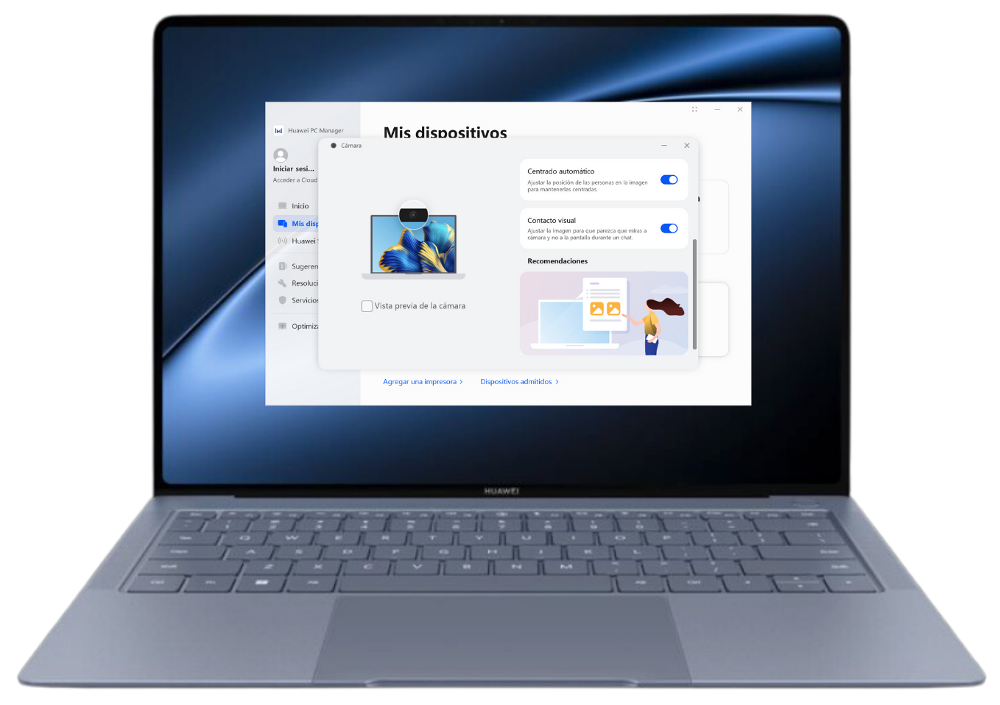 Huawei PC Manager
Mis dispositivos
Cámara
Iniciar sesi...
Acceder a Cloud
Inicio
Mis disp
Huawei
Sugeren
Resoluci
Servicios
Optimiza
Vista previa de la cámara
Centrado automático
Ajustar la posición de las personas en la imagen
para mantenerlas centradas.
Contacto visual
Ajustar la imagen para que parezca que miras a
cámara y no a la pantalla durante un chat.
Recomendaciones
Agregar una impresora >
Dispositivos admitidos >
HUAWEI
Q W E R T Y U I O P
A S D F G H J K L
Z X C V B N M